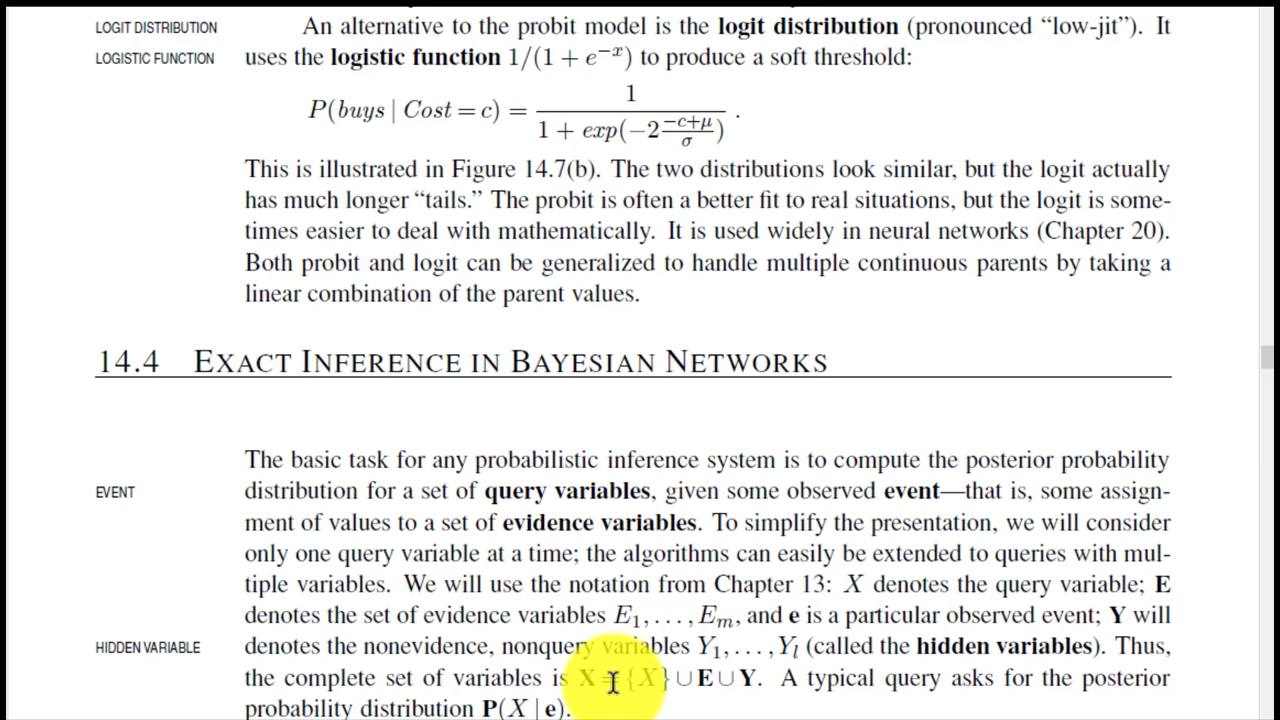 LOGIT DISTRIBUTION An alternative to the probit model is the logit distribution (pronounced “low-jit”). It
LOGISTIC FUNCTION uses the logistic function 1/(1 + e^{−x}) to produce a soft threshold:
P(buys | Cost = c) = 1 / (1 + exp(−2 (−c+μ)/σ)) .
This is illustrated in Figure 14.7(b). The two distributions look similar, but the logit actually
has much longer “tails.” The probit is often a better fit to real situations, but the logit is some-
times easier to deal with mathematically. It is used widely in neural networks (Chapter 20).
Both probit and logit can be generalized to handle multiple continuous parents by taking a
linear combination of the parent values.
14.4 EXACT INFERENCE IN BAYESIAN NETWORKS
The basic task for any probabilistic inference system is to compute the posterior probability
EVENT distribution for a set of query variables, given some observed event—that is, some assign-
ment of values to a set of evidence variables. To simplify the presentation, we will consider
only one query variable at a time; the algorithms can easily be extended to queries with mul-
tiple variables. We will use the notation from Chapter 13: X denotes the query variable; E
denotes the set of evidence variables E₁, . . . , Eₘ, and e is a particular observed event; Y will
HIDDEN VARIABLE denotes the nonevidence, nonquery variables Y₁, . . . , Yₗ (called the hidden variables). Thus,
the complete set of variables is X = {X} ∪ E ∪ Y. A typical query asks for the posterior
probability distribution P(X | e).